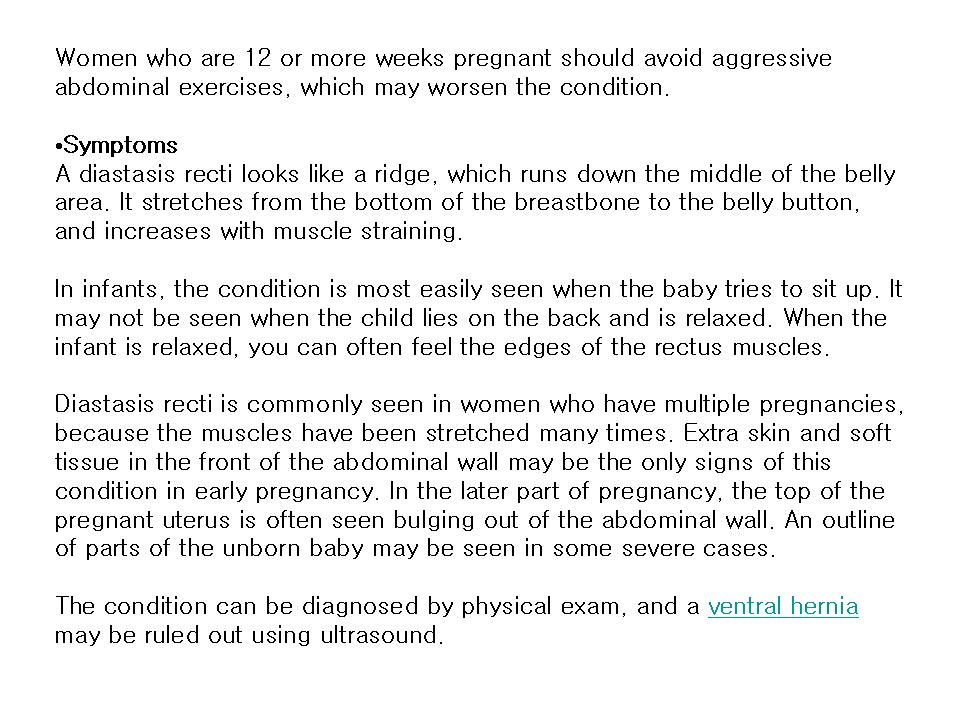 Women who are 12 or more weeks pregnant should avoid aggressive
abdominal exercises, which may worsen the condition.
•Symptoms
A diastasis recti looks like a ridge, which runs down the middle of the belly
area. It stretches from the bottom of the breastbone to the belly button,
and increases with muscle straining.
In infants, the condition is most easily seen when the baby tries to sit up. It
may not be seen when the child lies on the back and is relaxed. When the
infant is relaxed, you can often feel the edges of the rectus muscles.
Diastasis recti is commonly seen in women who have multiple pregnancies,
because the muscles have been stretched many times. Extra skin and soft
tissue in the front of the abdominal wall may be the only signs of this
condition in early pregnancy. In the later part of pregnancy, the top of the
pregnant uterus is often seen bulging out of the abdominal wall. An outline
of parts of the unborn baby may be seen in some severe cases.
The condition can be diagnosed by physical exam, and a ventral hernia
may be ruled out using ultrasound.